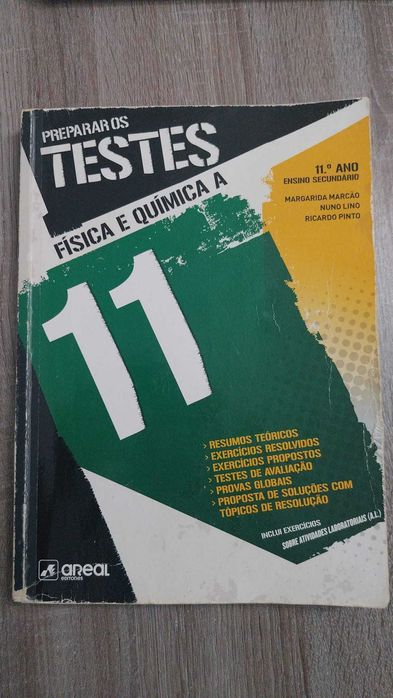 PREPARAR OS
TESTES
FÍSICA E QUÍMICA A
11.º ANO
ENSINO SECUNDÁRIO
MARGARIDA MARCÃO
NUNO LINO
RICARDO PINTO
11
> RESUMOS TEÓRICOS
> EXERCÍCIOS RESOLVIDOS
> EXERCÍCIOS PROPOSTOS
> TESTES DE AVALIAÇÃO
> PROVAS GLOBAIS
> PROPOSTA DE SOLUÇÕES COM
TÓPICOS DE RESOLUÇÃO
INCLUI EXERCÍCIOS
SOBRE ATIVIDADES LABORATORIAIS (A.L.)
areal
EDITORES